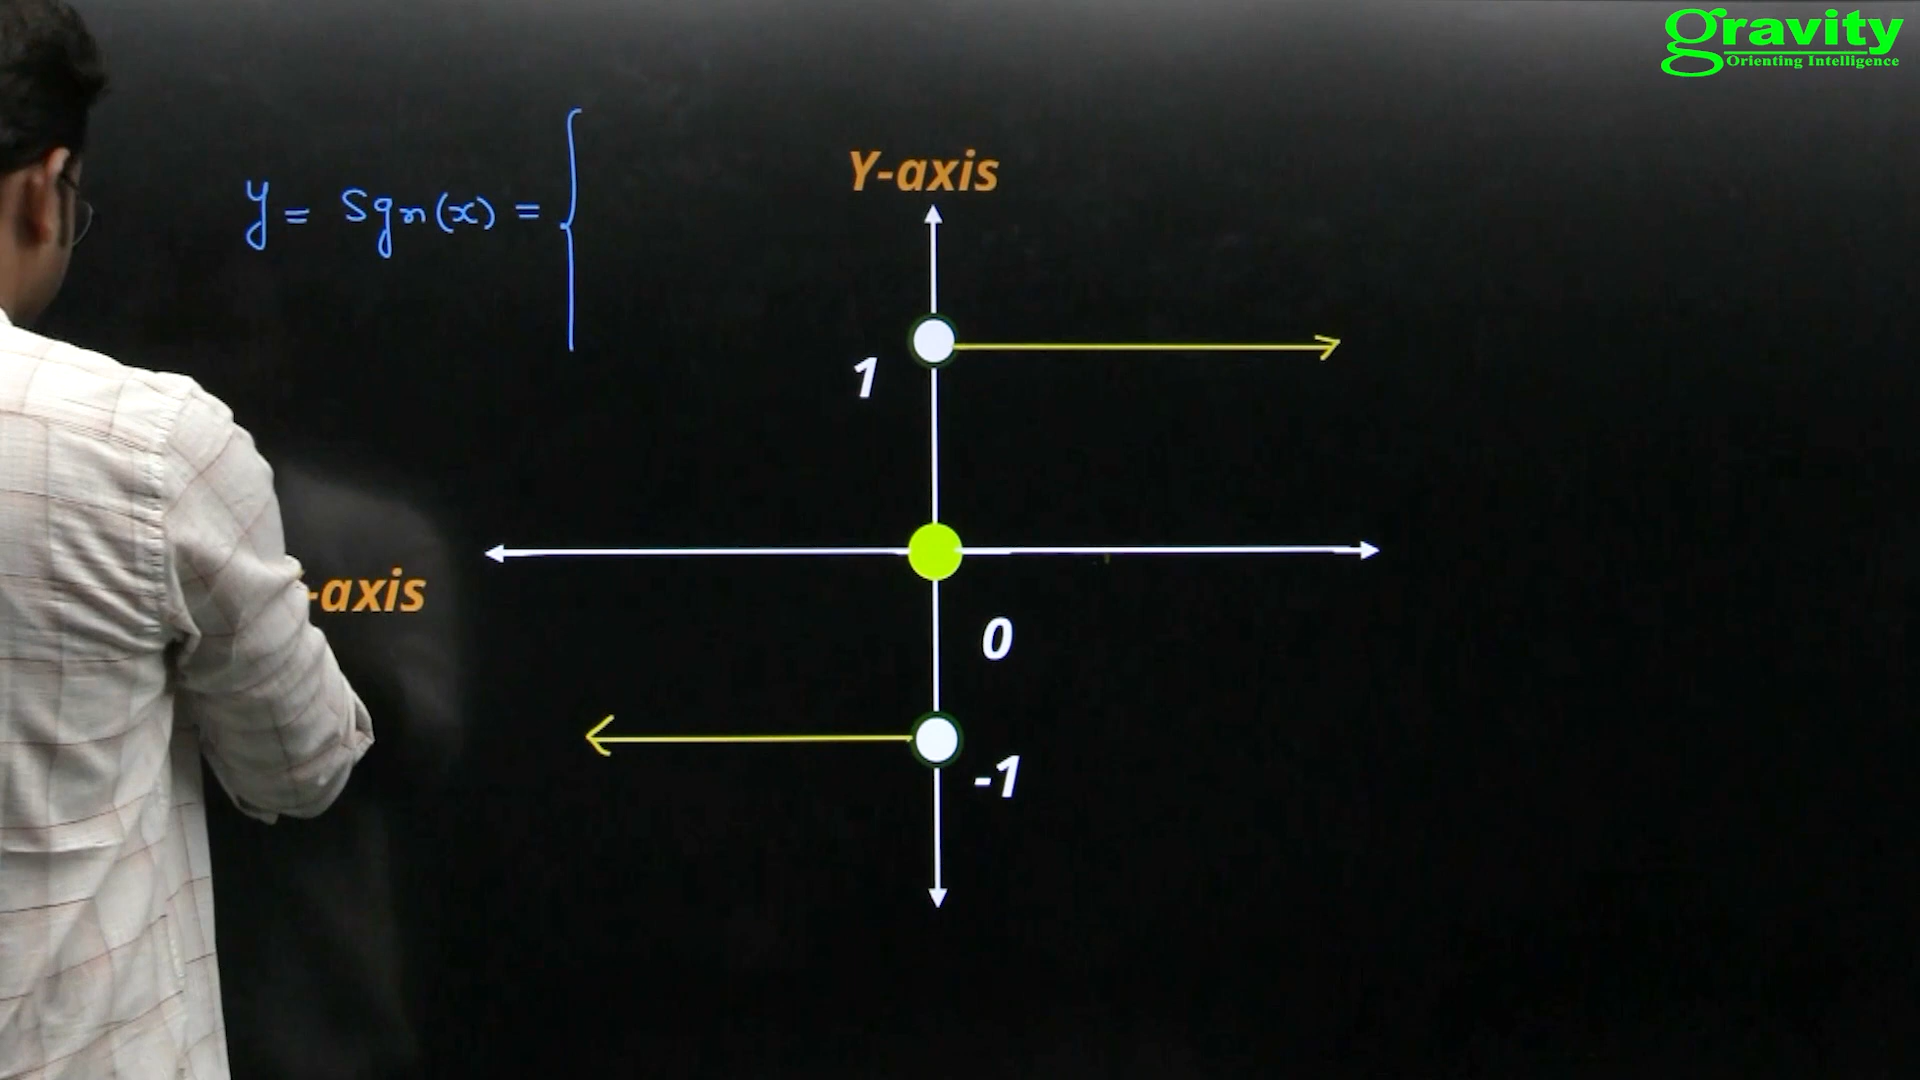 gravity
Orienting Intelligence
Y-axis
y = Sgn(x) = {
1
-axis
0
-1